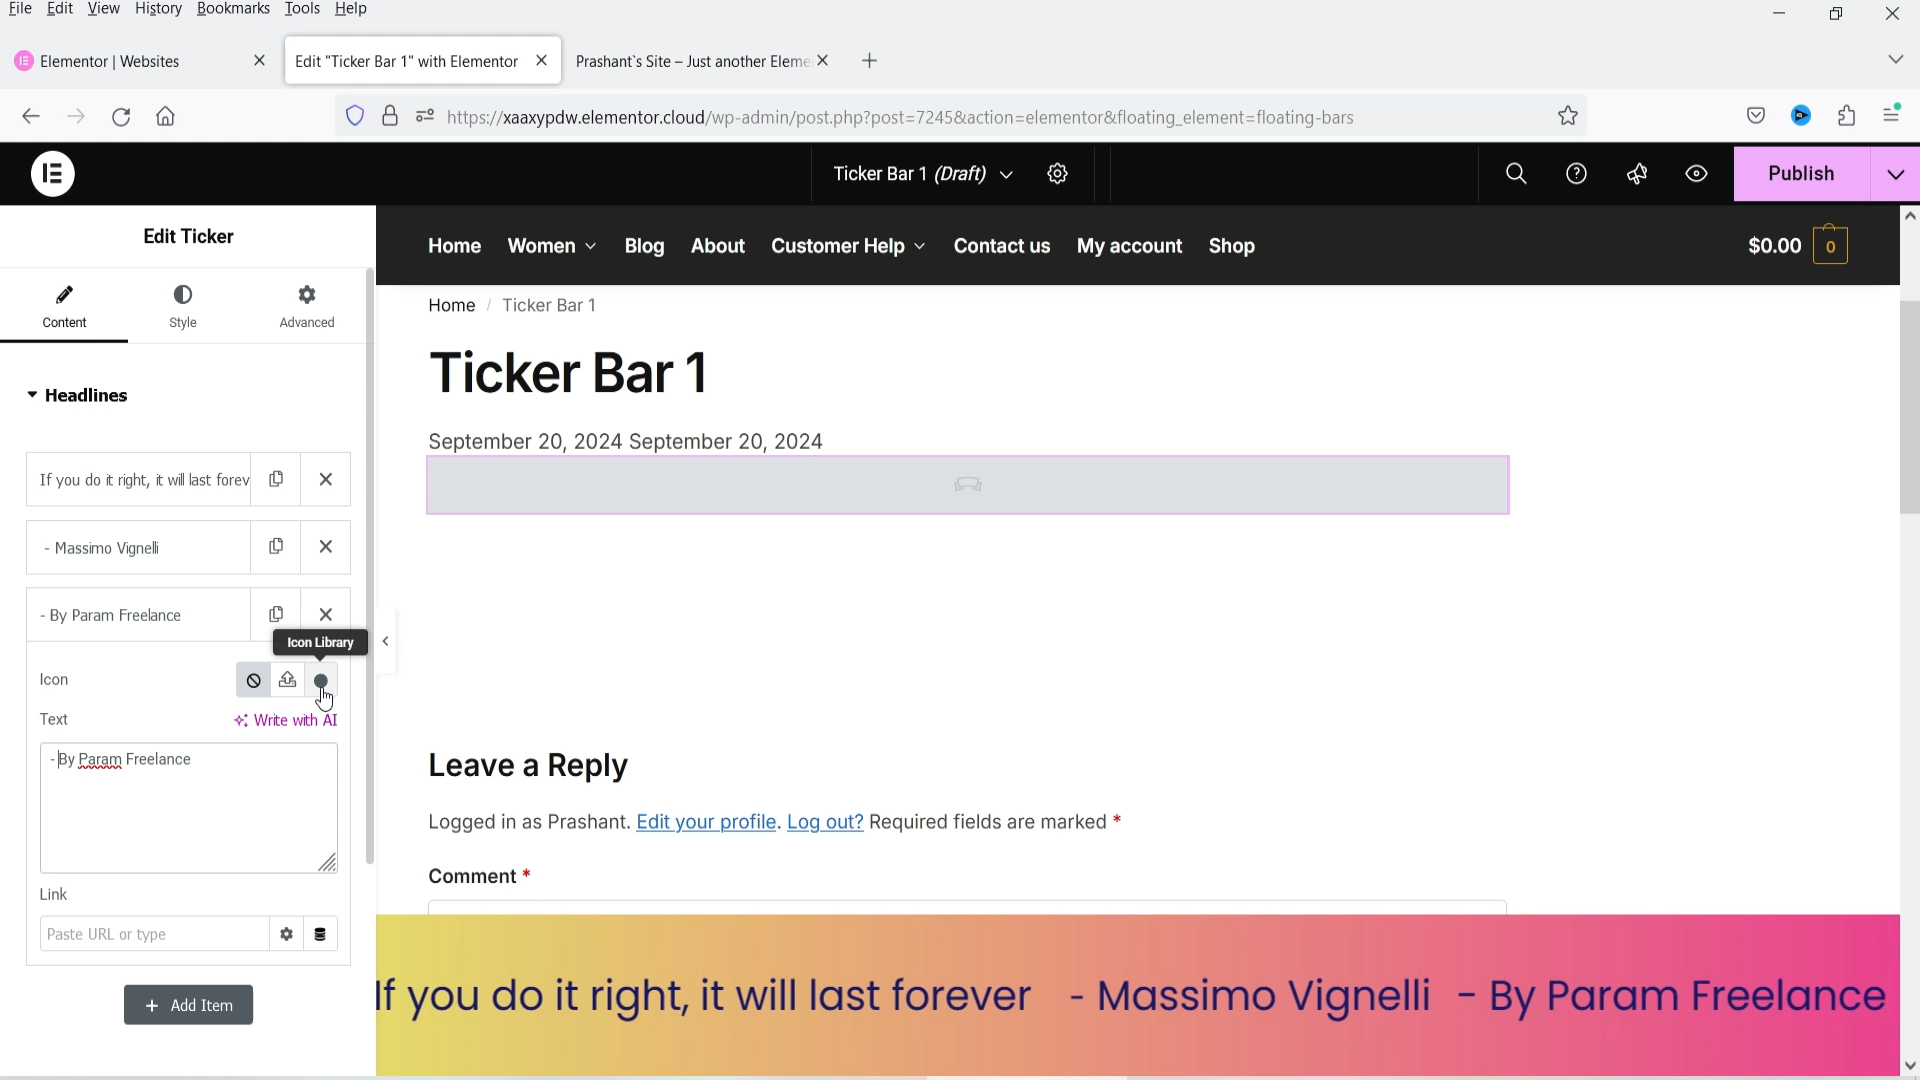 File Edit View History Bookmarks Tools Help
Elementor | Websites
Edit "Ticker Bar 1" with Elementor
Prashant`s Site – Just another Eleme
https://xaaxypdw.elementor.cloud/wp-admin/post.php?post=7245&action=elementor&floating_element=floating-bars
Ticker Bar 1 (Draft)
Publish
Edit Ticker
Content
Style
Advanced
Headlines
If you do it right, it will last forev
- Massimo Vignelli
- By Param Freelance
Icon Library
Icon
Text
Write with AI
- By Param Freelance
Link
Paste URL or type
+ Add Item
Home Women Blog About Customer Help Contact us My account Shop
$0.00 0
Home / Ticker Bar 1
Ticker Bar 1
September 20, 2024 September 20, 2024
Leave a Reply
Logged in as Prashant. Edit your profile. Log out? Required fields are marked *
Comment *
If you do it right, it will last forever - Massimo Vignelli - By Param Freelance